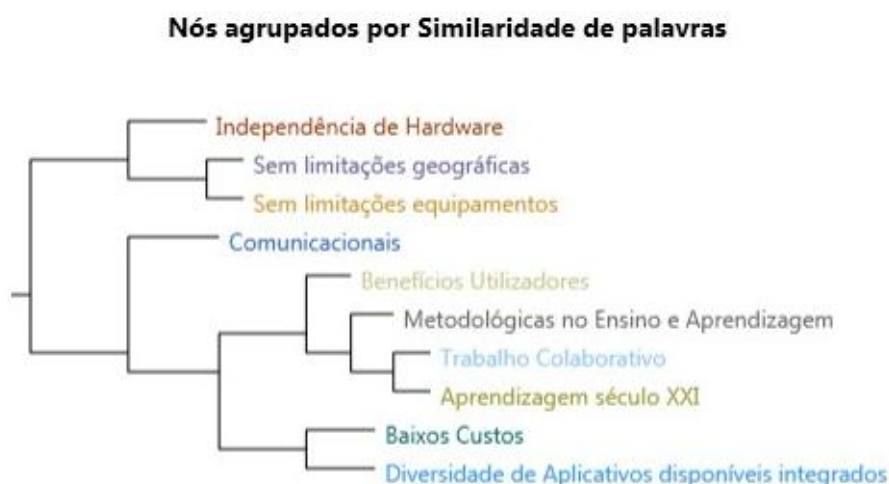 Nós agrupados por Similaridade de palavras
Independência de Hardware
Sem limitações geográficas
Sem limitações equipamentos
Comunicacionais
Benefícios Utilizadores
Metodológicas no Ensino e Aprendizagem
Trabalho Colaborativo
Aprendizagem século XXI
Baixos Custos
Diversidade de Aplicativos disponíveis integrados